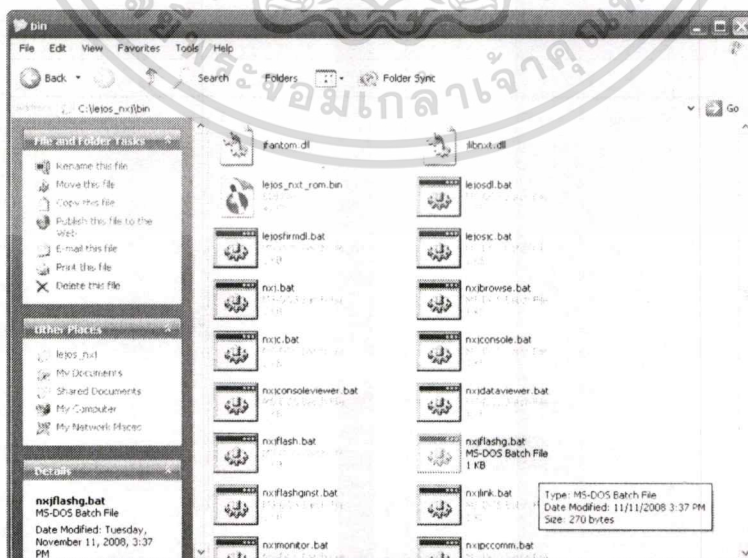 bin
File Edit View Favorites Tools Help
Back Search Folders Folder Sync
C:\lejos_nxj\bin Go
File and Folder Tasks
Rename this file
Move this file
Copy this file
Publish this file to the Web
E-mail this file
Print this file
Delete this file
Other Places
lejos_nxj
My Documents
Shared Documents
My Computer
My Network Places
Details
nxjflashg.bat
MS-DOS Batch File
Date Modified: Tuesday,
November 11, 2008, 3:37
PM
jfantom.dll
jlibnxt.dll
lejos_nxt_rom.bin
lejosdl.bat
lejosfirmdl.bat
lejosjc.bat
nxj.bat
nxjbrowse.bat
nxjc.bat
nxjconsole.bat
nxjconsoleviewer.bat
nxjdataviewer.bat
nxjflash.bat
nxjflashg.bat
MS-DOS Batch File
1 KB
nxjflashginst.bat
nxjlink.bat
Type: MS-DOS Batch File
Date Modified: 11/11/2008 3:37 PM
Size: 270 bytes
nxjmonitor.bat
nxjpccomm.bat